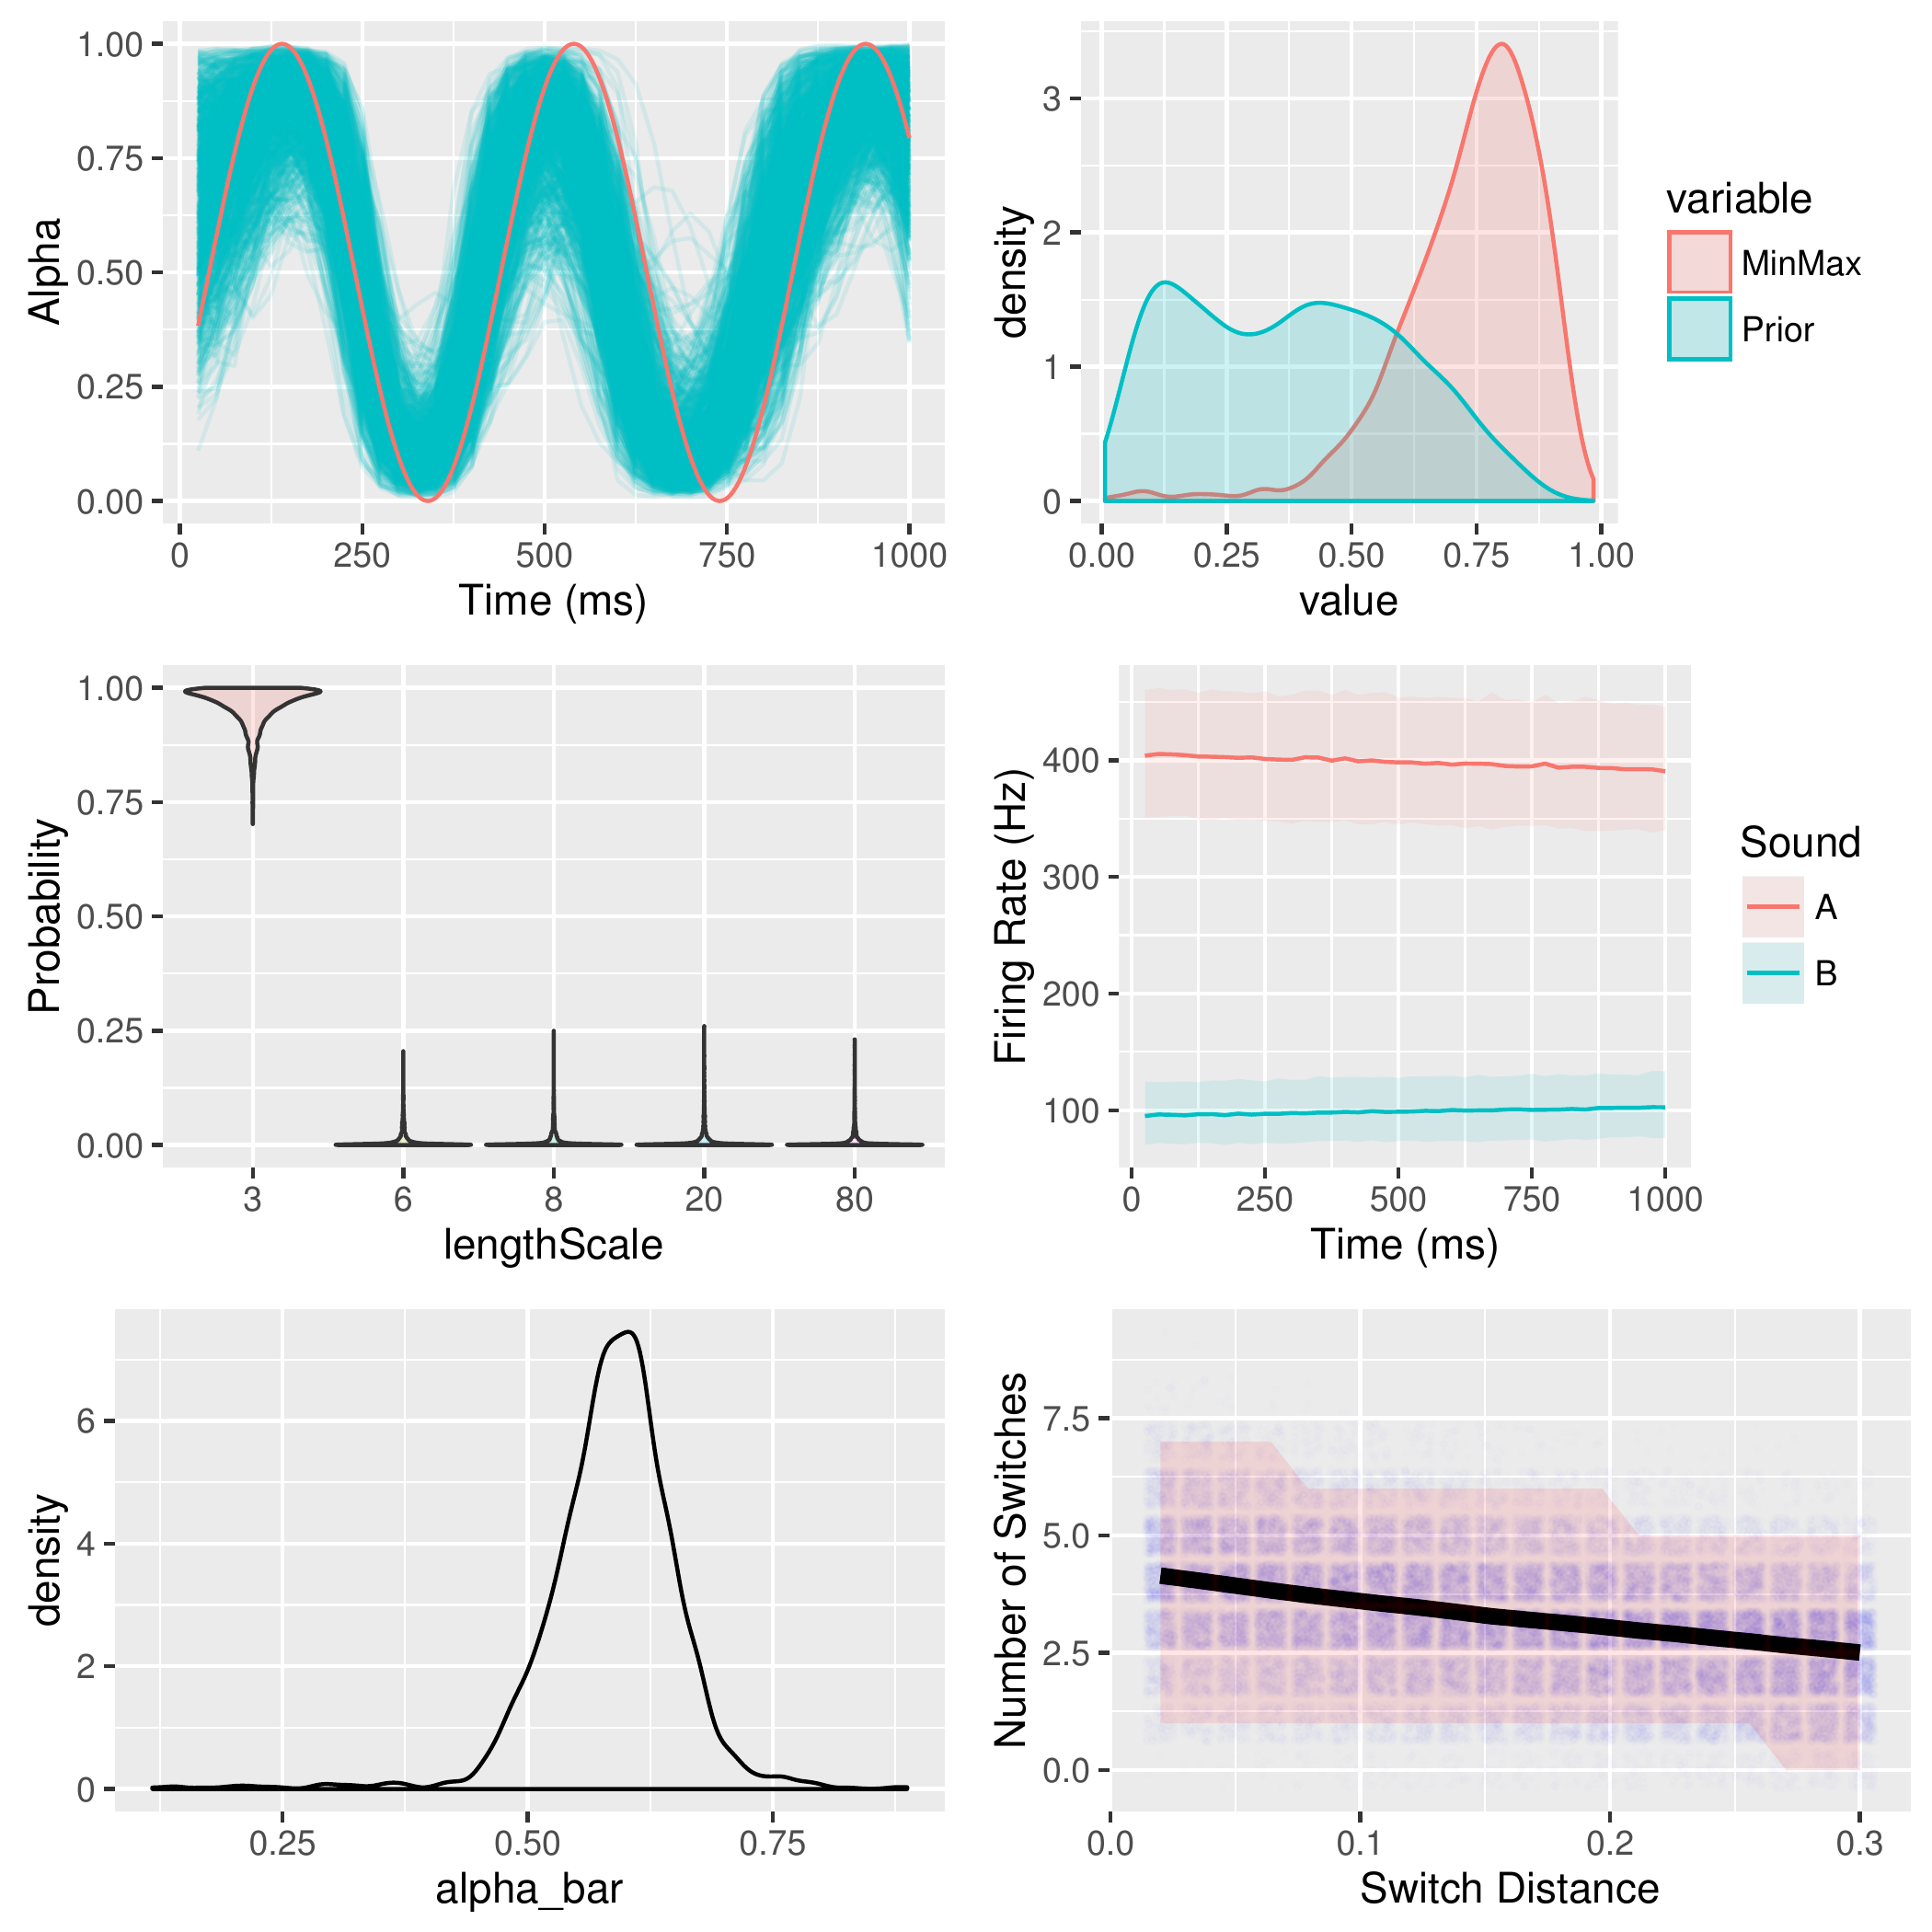 Alpha
1.00
0.75
0.50
0.25
0.00
0 250 500 750 1000
Time (ms)
density
3
2
1
0
0.00 0.25 0.50 0.75 1.00
value
variable
MinMax
Prior
Probability
1.00
0.75
0.50
0.25
0.00
3 6 8 20 80
lengthScale
Firing Rate (Hz)
400
300
200
100
0 250 500 750 1000
Time (ms)
Sound
A
B
density
6
4
2
0
0.25 0.50 0.75
alpha_bar
Number of Switches
7.5
5.0
2.5
0.0
0.0 0.1 0.2 0.3
Switch Distance